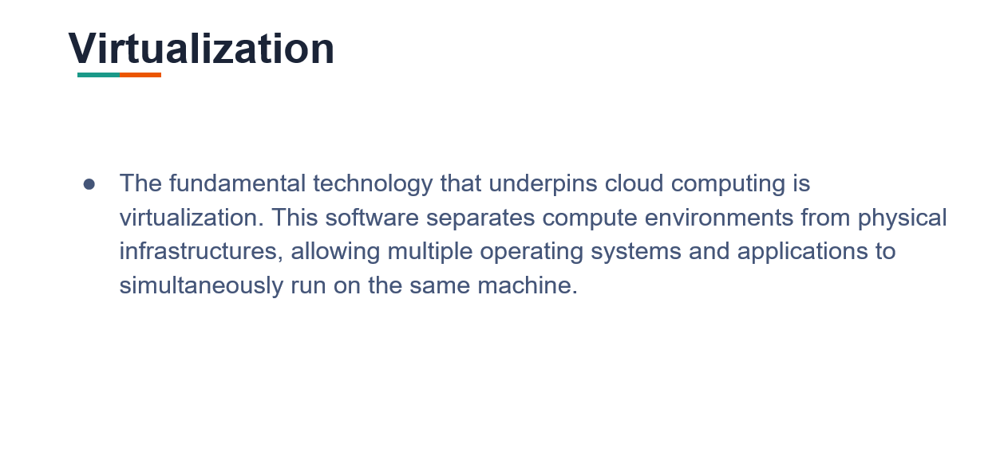 Virtualization
● The fundamental technology that underpins cloud computing is
virtualization. This software separates compute environments from physical
infrastructures, allowing multiple operating systems and applications to
simultaneously run on the same machine.